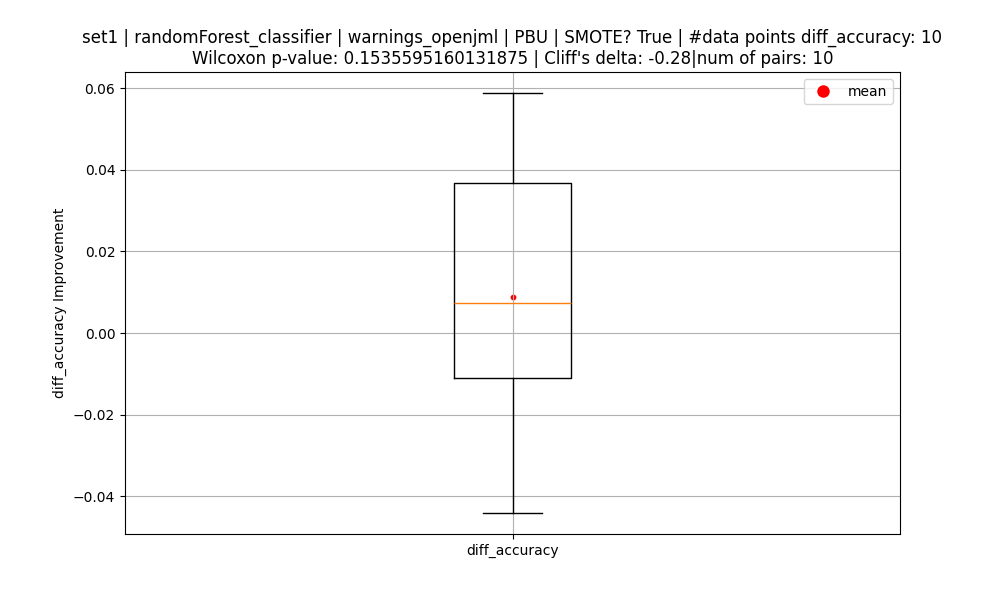 set1 | randomForest_classifier | warnings_openjml | PBU | SMOTE? True | #data points diff_accuracy: 10
Wilcoxon p-value: 0.1535595160131875 | Cliff's delta: -0.28|num of pairs: 10
mean
0.06
0.04
0.02
0.00
−0.02
−0.04
diff_accuracy Improvement
diff_accuracy